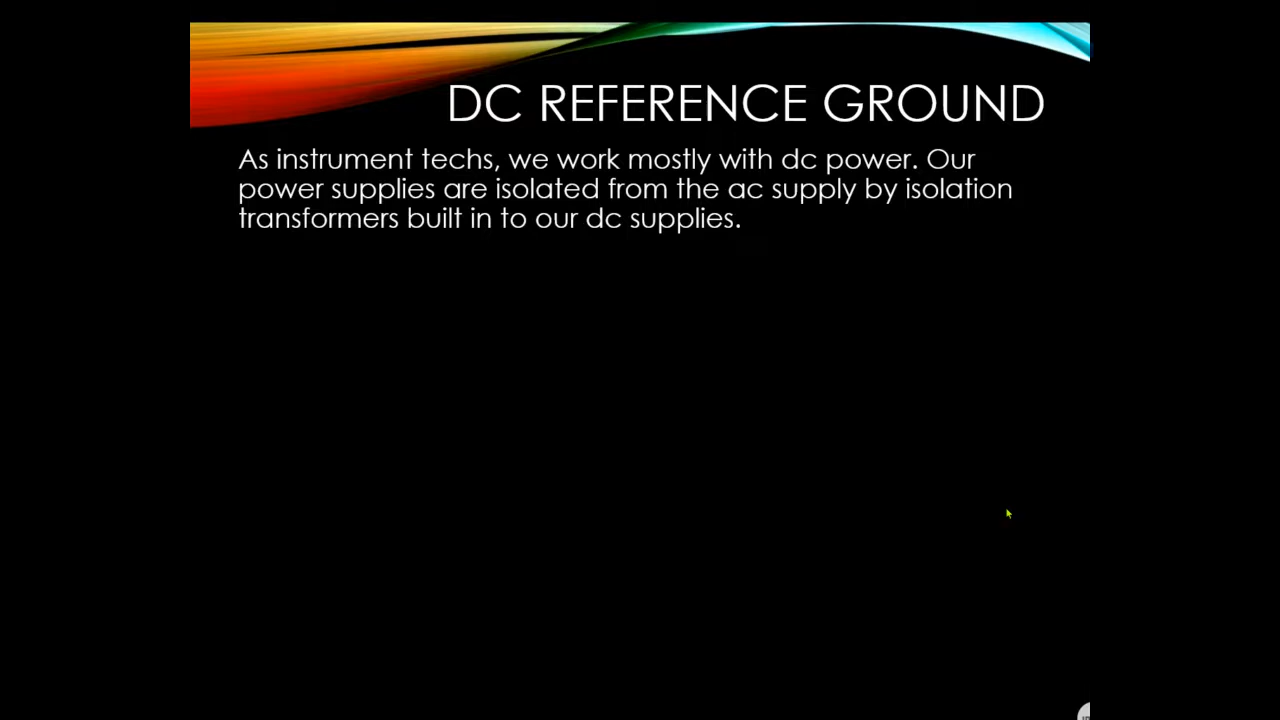 DC REFERENCE GROUND
As instrument techs, we work mostly with dc power. Our
power supplies are isolated from the ac supply by isolation
transformers built in to our dc supplies.